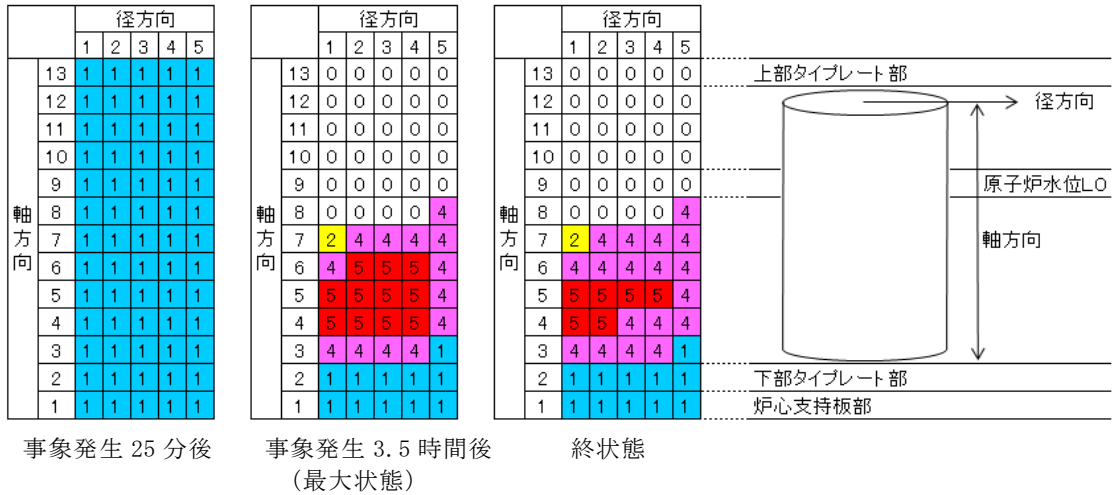 径方向 径方向 径方向
1 2 3 4 5 1 2 3 4 5 1 2 3 4 5
軸方向 軸方向 軸方向
13 1 1 1 1 1 13 0 0 0 0 0 13 0 0 0 0 0 上部タイプレート部
12 1 1 1 1 1 12 0 0 0 0 0 12 0 0 0 0 0 径方向
11 1 1 1 1 1 11 0 0 0 0 0 11 0 0 0 0 0
10 1 1 1 1 1 10 0 0 0 0 0 10 0 0 0 0 0
9 1 1 1 1 1 9 0 0 0 0 0 9 0 0 0 0 0 原子炉水位L0
8 1 1 1 1 1 8 0 0 0 0 4 8 0 0 0 0 4
7 1 1 1 1 1 7 2 4 4 4 4 7 2 4 4 4 4 軸方向
6 1 1 1 1 1 6 4 5 5 5 4 6 4 4 4 4 4
5 1 1 1 1 1 5 5 5 5 5 4 5 5 5 5 5 4
4 1 1 1 1 1 4 5 5 5 5 4 4 5 5 4 4 4
3 1 1 1 1 1 3 4 4 4 4 1 3 4 4 4 4 1
2 1 1 1 1 1 2 1 1 1 1 1 2 1 1 1 1 1 下部タイプレート部
1 1 1 1 1 1 1 1 1 1 1 1 1 1 1 1 1 1 炉心支持板部
事象発生 25 分後 事象発生 3.5 時間後 終状態
(最大状態)